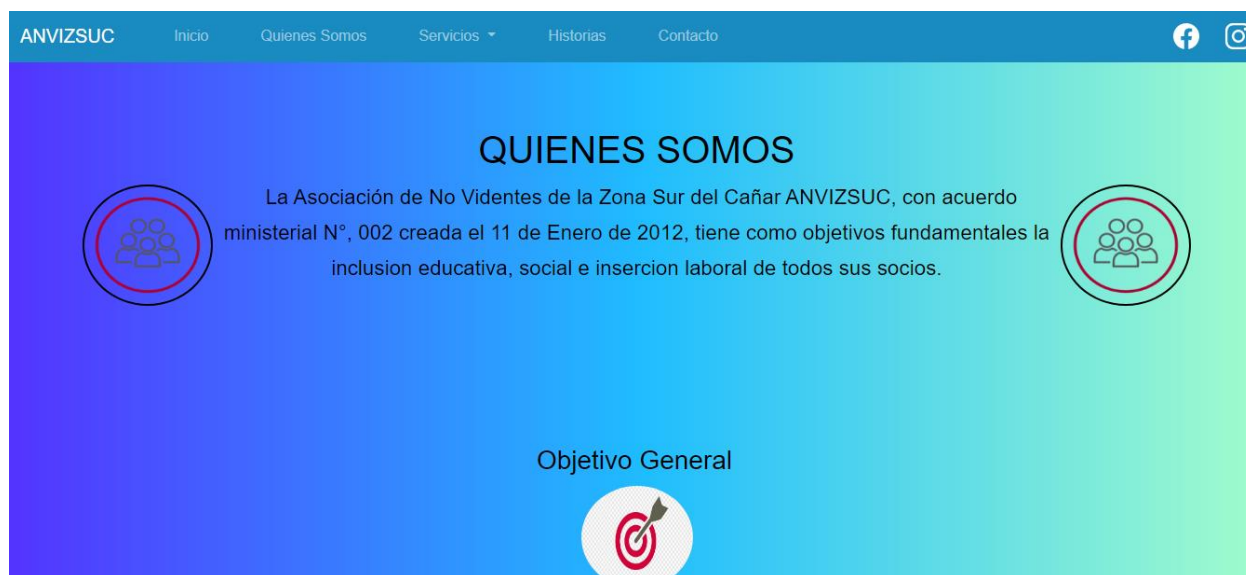 ANVIZSUC Inicio Quienes Somos Servicios Historias Contacto
QUIENES SOMOS
La Asociación de No Videntes de la Zona Sur del Cañar ANVIZSUC, con acuerdo
ministerial N°, 002 creada el 11 de Enero de 2012, tiene como objetivos fundamentales la
inclusion educativa, social e insercion laboral de todos sus socios.
Objetivo General